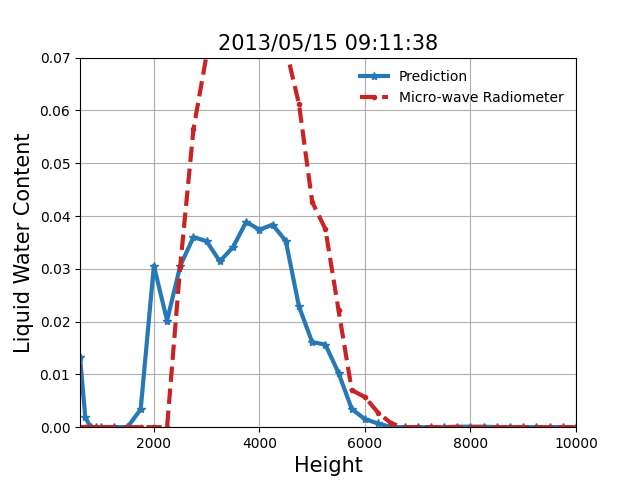 2013/05/15 09:11:38
Prediction
Micro-wave Radiometer
0.07
0.06
0.05
0.04
0.03
0.02
0.01
0.00
Liquid Water Content
2000 4000 6000 8000 10000
Height